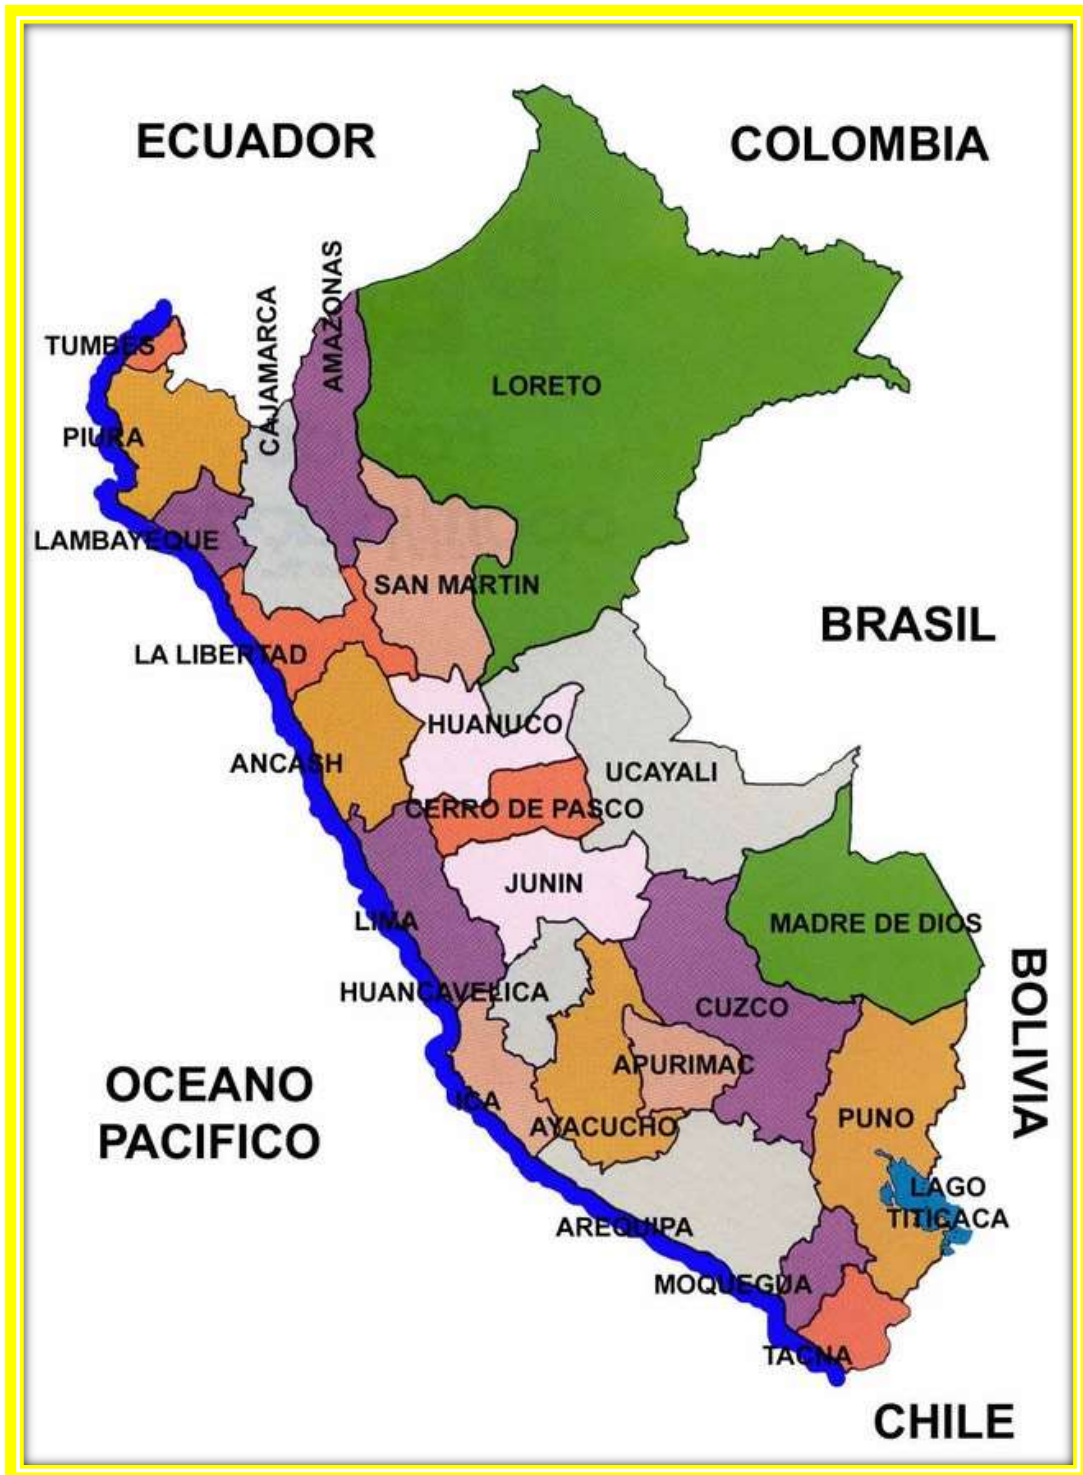 ECUADOR
COLOMBIA
AMAZONAS
CAJAMARCA
TUMBES
LORETO
PIURA
LAMBAYEQUE
SAN MARTIN
BRASIL
LA LIBERTAD
HUANUCO
ANCASH
UCAYALI
CERRO DE PASCO
JUNIN
LIMA
MADRE DE DIOS
HUANCAVELICA
CUZCO
BOLIVIA
APURIMAC
OCEANO
PACIFICO
ICA
AYACUCHO
PUNO
LAGO
TITICACA
AREQUIPA
MOQUEGUA
TACNA
CHILE